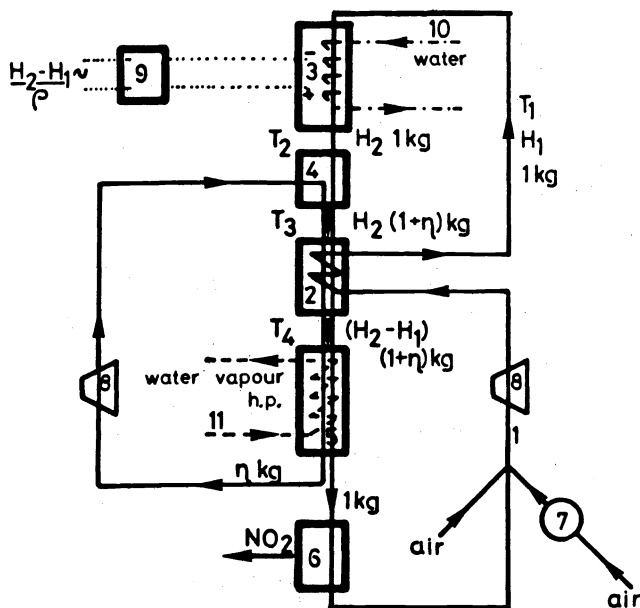 10
water
H2-H1~
ρ
9
3
T1
H1
1kg
T2
H2 1kg
4
T3
H2 (1+η)kg
2
T4
(H2-H1)
(1+η)kg
water vapour
h.p.
8
8
11
5
1
η kg
1kg
7
air
NO2
6
air